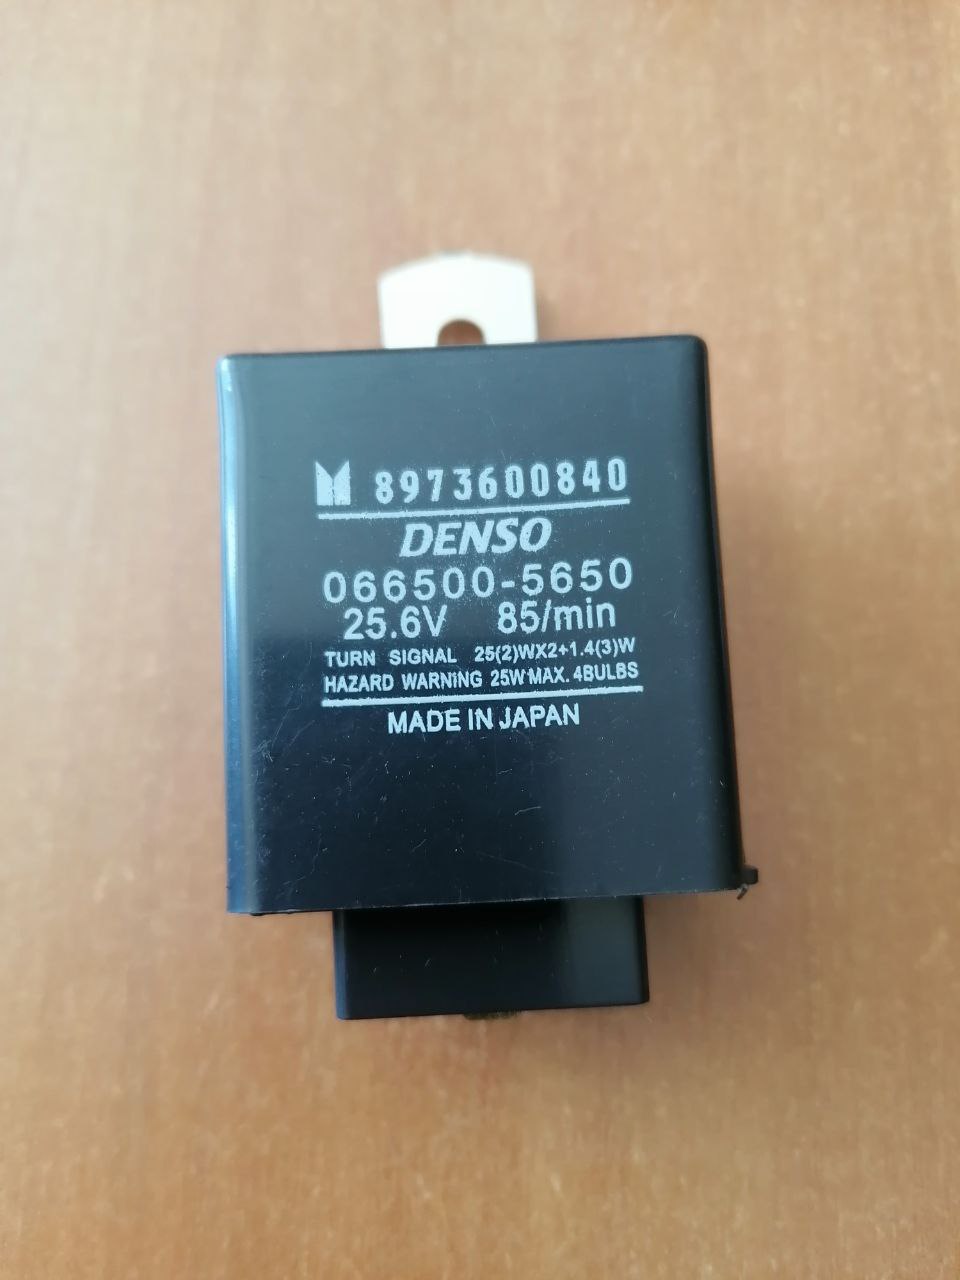 8973600840
DENSO
066500-5650
25.6V 85/min
TURN SIGNAL 25(2)WX2+1.4(3)W
HAZARD WARNING 25W MAX. 4BULBS
MADE IN JAPAN